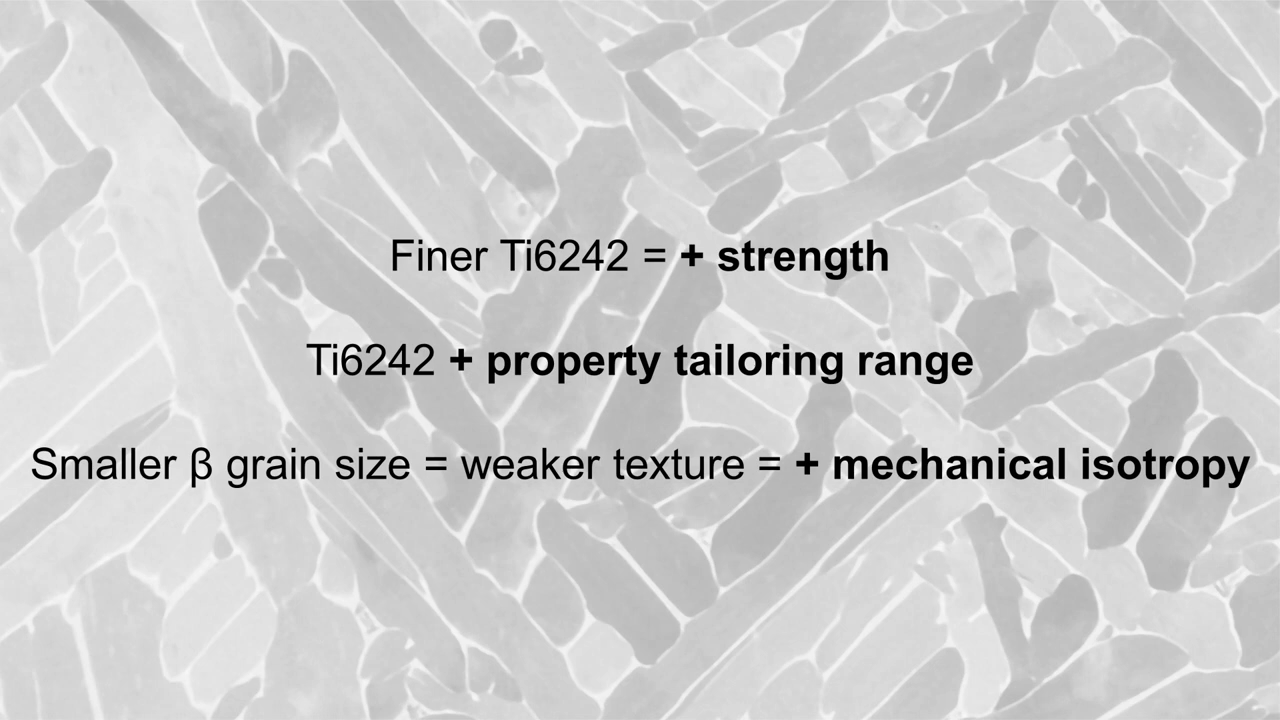 Finer Ti6242 = + strength
Ti6242 + property tailoring range
Smaller β grain size = weaker texture = + mechanical isotropy